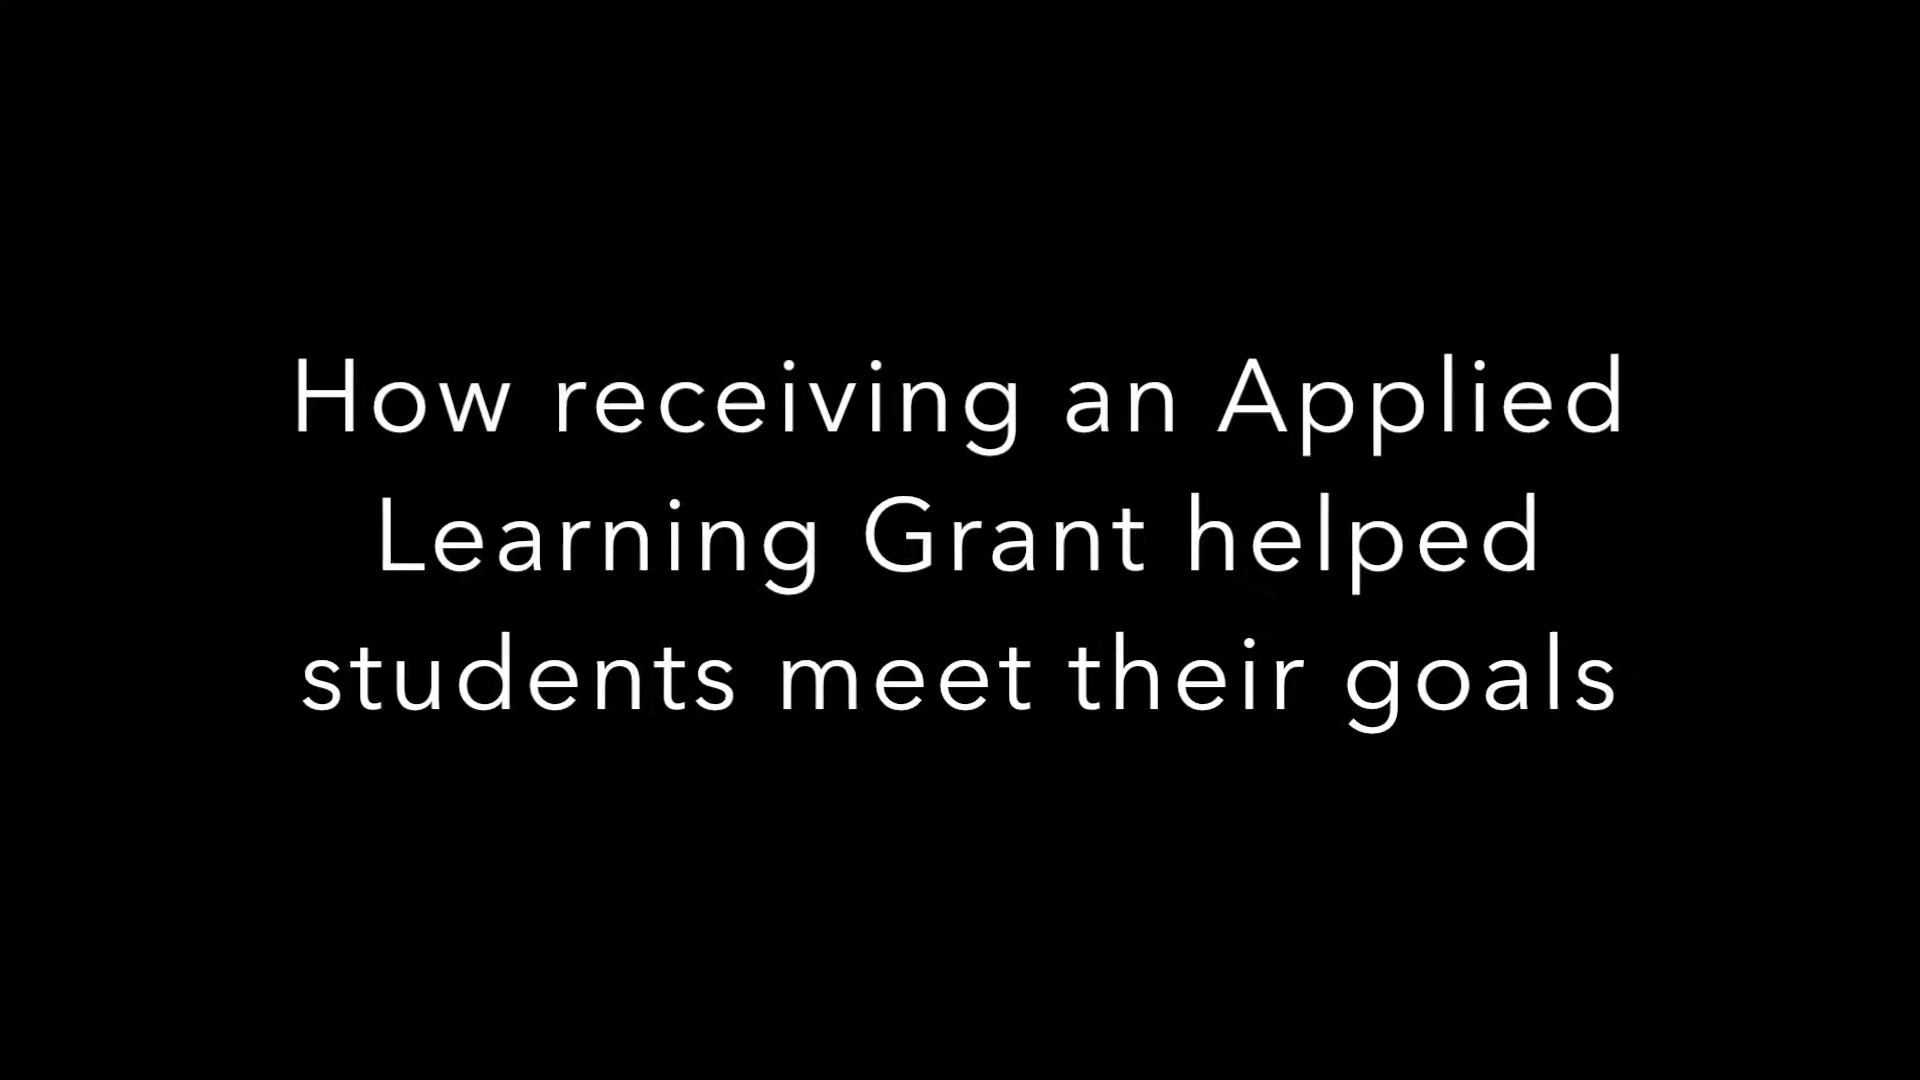 How receiving an Applied
Learning Grant helped
students meet their goals